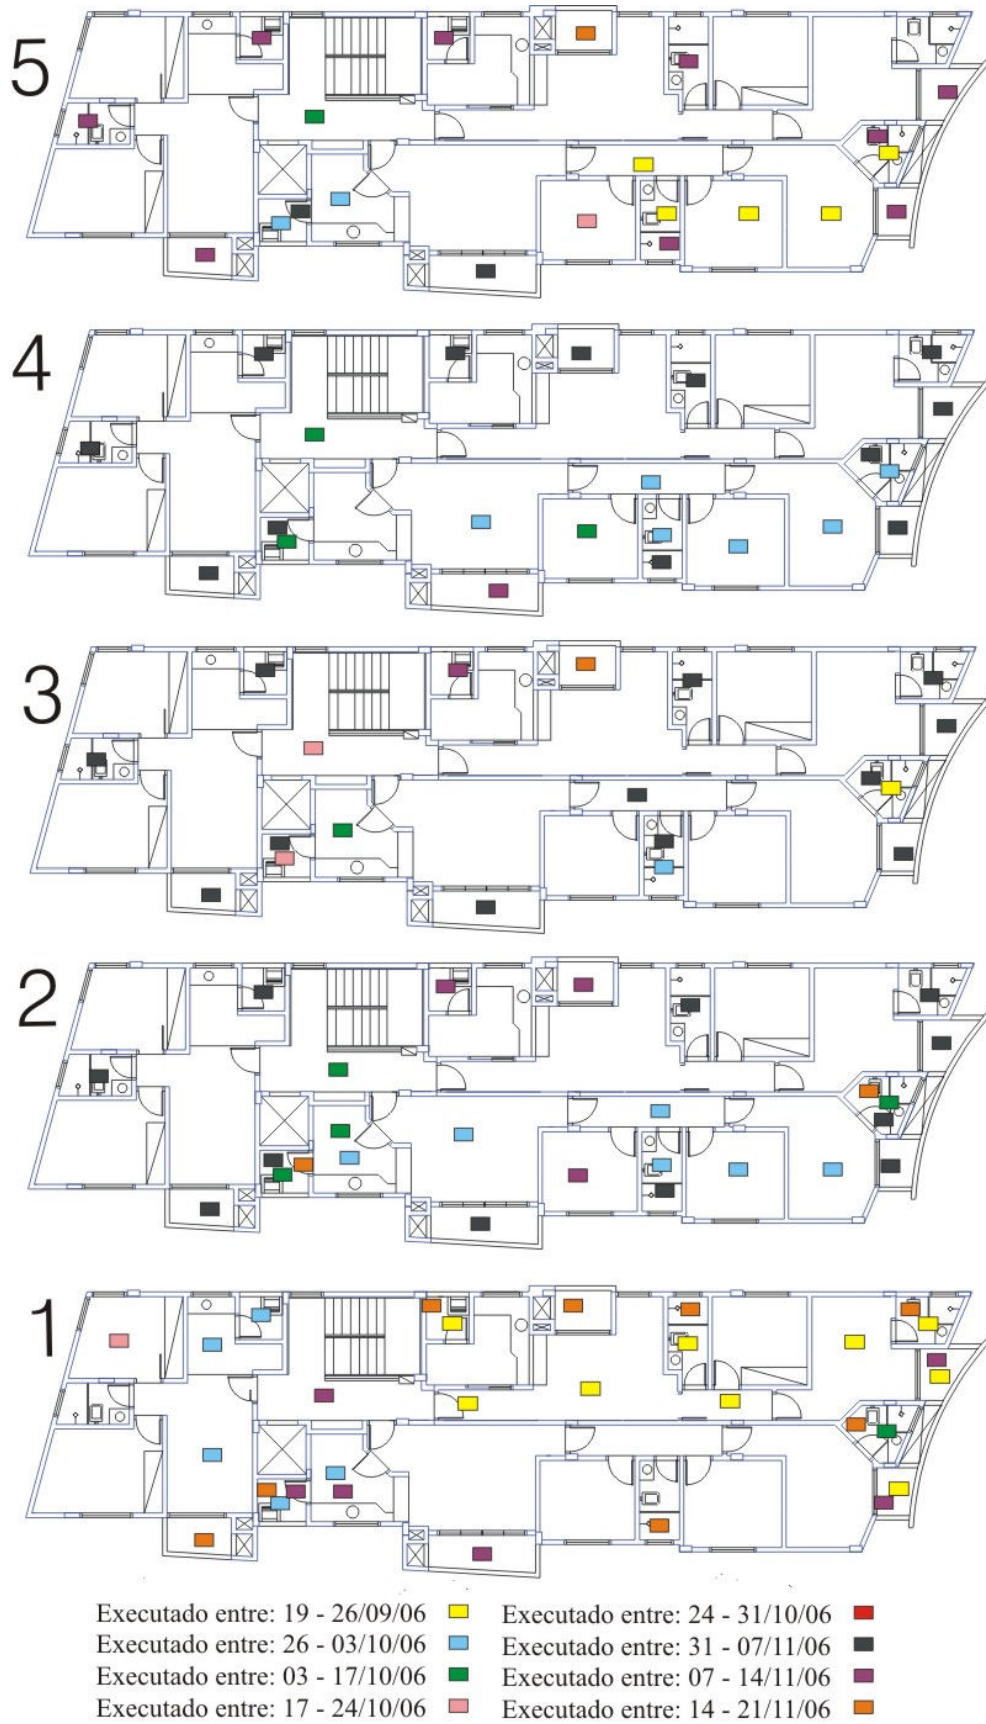 5
4
3
2
1
Executado entre: 19 - 26/09/06
Executado entre: 24 - 31/10/06
Executado entre: 26 - 03/10/06
Executado entre: 31 - 07/11/06
Executado entre: 03 - 17/10/06
Executado entre: 07 - 14/11/06
Executado entre: 17 - 24/10/06
Executado entre: 14 - 21/11/06